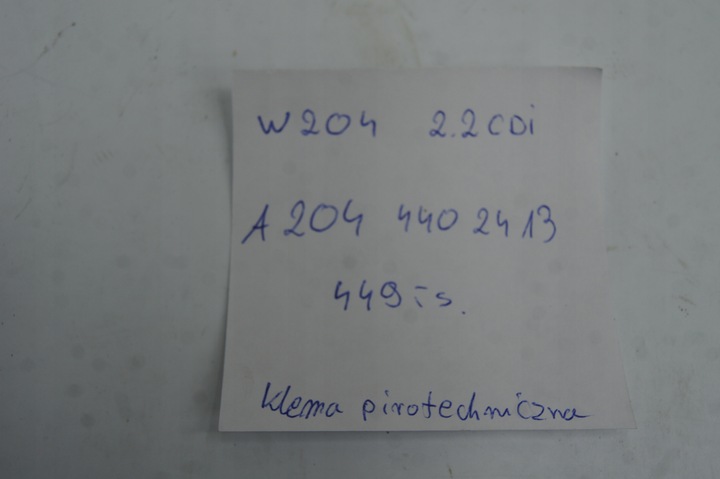 W204 2.2CDi
A 204 440 24 13
449 :- s.
Klema pirotechniczna